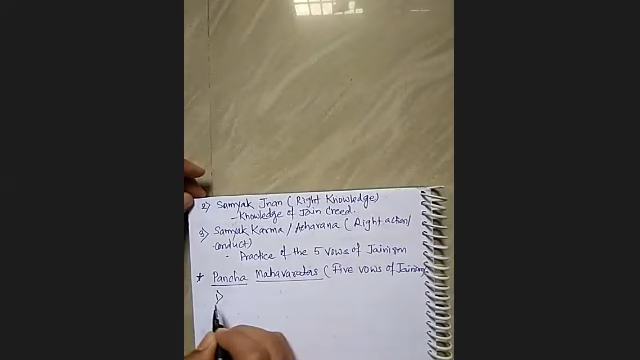 2) Samyak Jnan (Right Knowledge)
- Knowledge of Jain Creed.
3) Samyak Karma / Acharana (Right action/
conduct)
- Practice of the 5 vows of Jainism
* Pancha Mahavaratas (Five vows of Jainism)